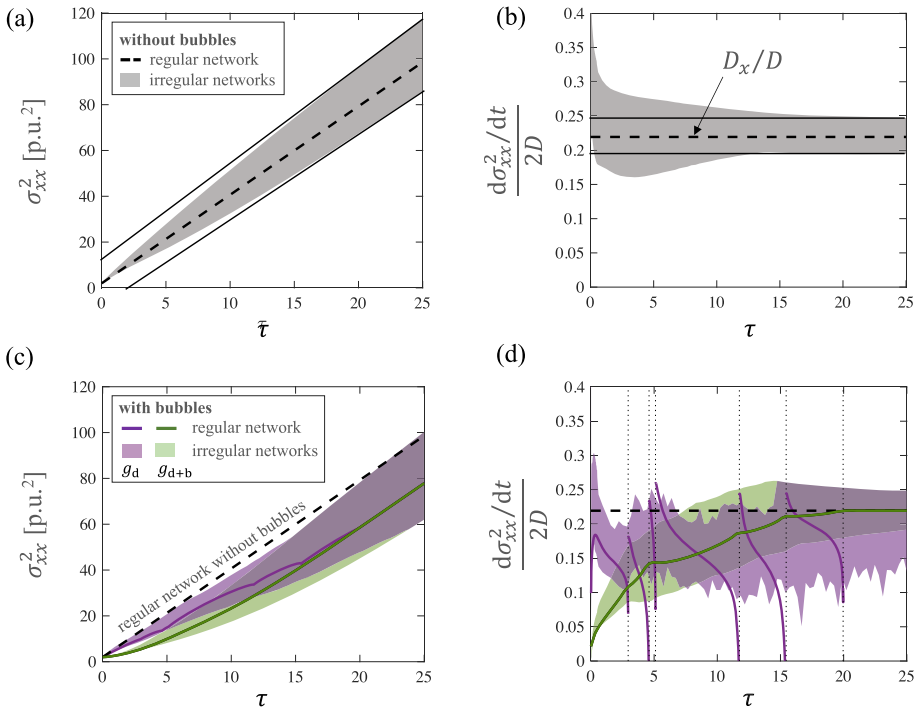 (a)
120
100
80
60
40
20
0
σ²xx [p.u.²]
without bubbles
regular network
irregular networks
0 5 10 15 20 25
τ̄
(b)
0.4
0.35
0.3
0.25
0.2
0.15
0.1
0.05
0
dσ²xx/dt
2D
Dx/D
0 5 10 15 20 25
τ
(c)
120
100
80
60
40
20
0
σ²xx [p.u.²]
with bubbles
regular network
irregular networks
gd gd+b
regular network without bubbles
0 5 10 15 20 25
τ
(d)
0.4
0.35
0.3
0.25
0.2
0.15
0.1
0.05
0
dσ²xx/dt
2D
0 5 10 15 20 25
τ